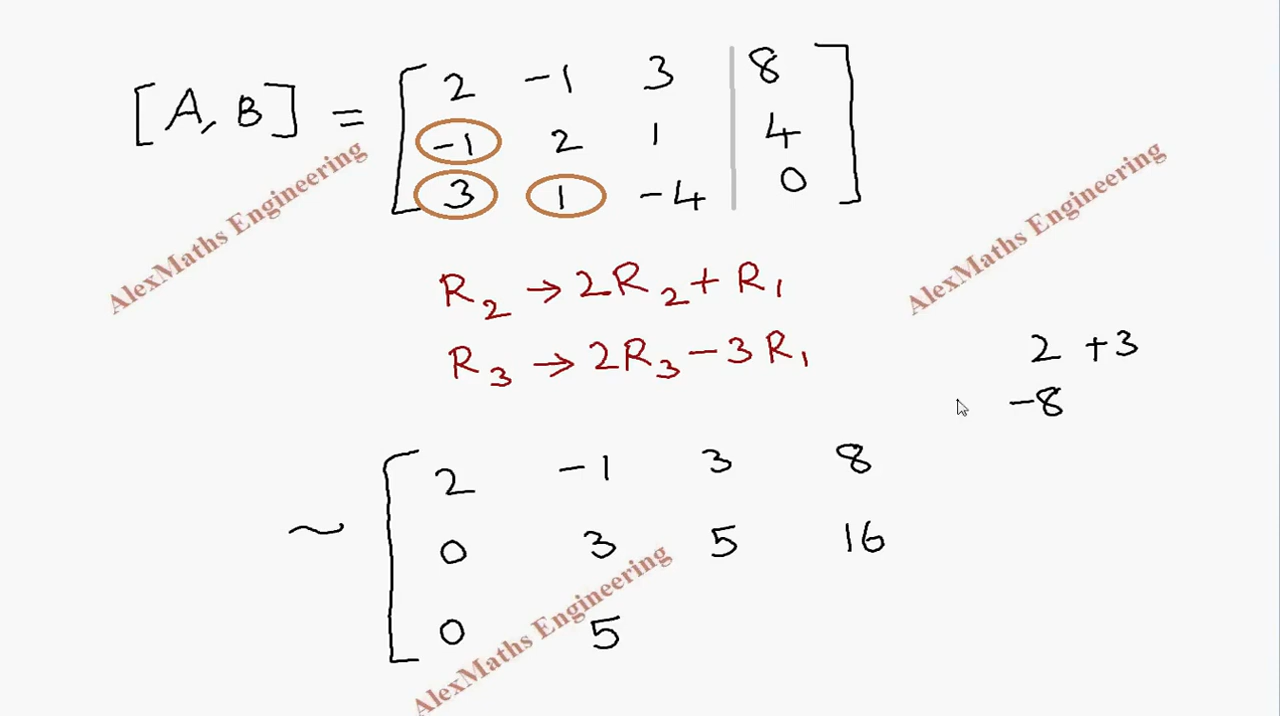 [A, B] = [ 2 -1 3 | 8 ]
-1 2 1 | 4
3 1 -4 | 0
AlexMaths Engineering
AlexMaths Engineering
R₂ → 2R₂ + R₁
R₃ → 2R₃ - 3R₁
2 +3
-8
~ [ 2 -1 3 8
0 3 5 16
0 5
AlexMaths Engineering